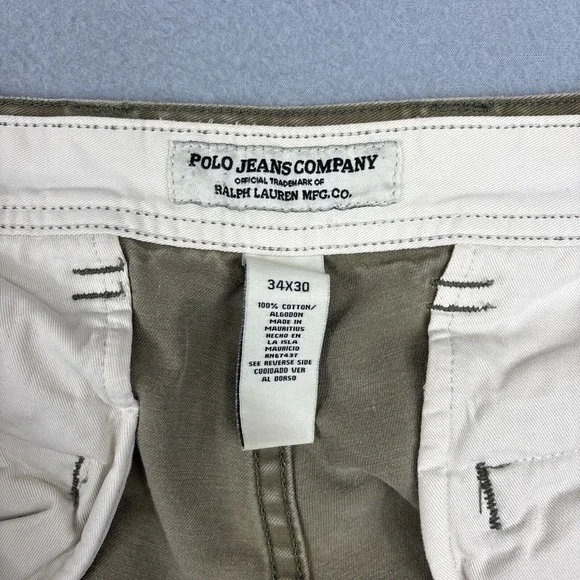 POLO JEANS COMPANY
OFFICIAL TRADEMARK OF
RALPH LAUREN MFG.CO.
34X30
100% COTTON/
ALGODON
MADE IN
MAURITIUS
HECHO EN
LA ISLA
MAURICIO
RN67437
SEE REVERSE SIDE
CUIDADO VER
AL DORSO